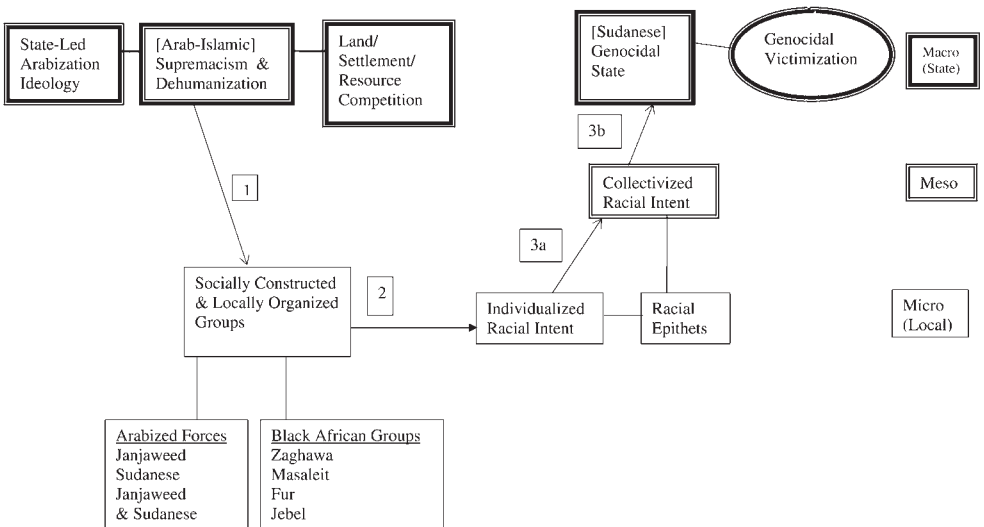 State-Led
Arabization
Ideology
[Arab-Islamic]
Supremacism &
Dehumanization
Land/
Settlement/
Resource
Competition
[Sudanese]
Genocidal
State
Genocidal
Victimization
Macro
(State)
3b
Collectivized
Racial Intent
Meso
1
3a
Socially Constructed
& Locally Organized
Groups
2
Individualized
Racial Intent
Racial
Epithets
Micro
(Local)
Arabized Forces
Janjaweed
Sudanese
Janjaweed
& Sudanese
Black African Groups
Zaghawa
Masaleit
Fur
Jebel